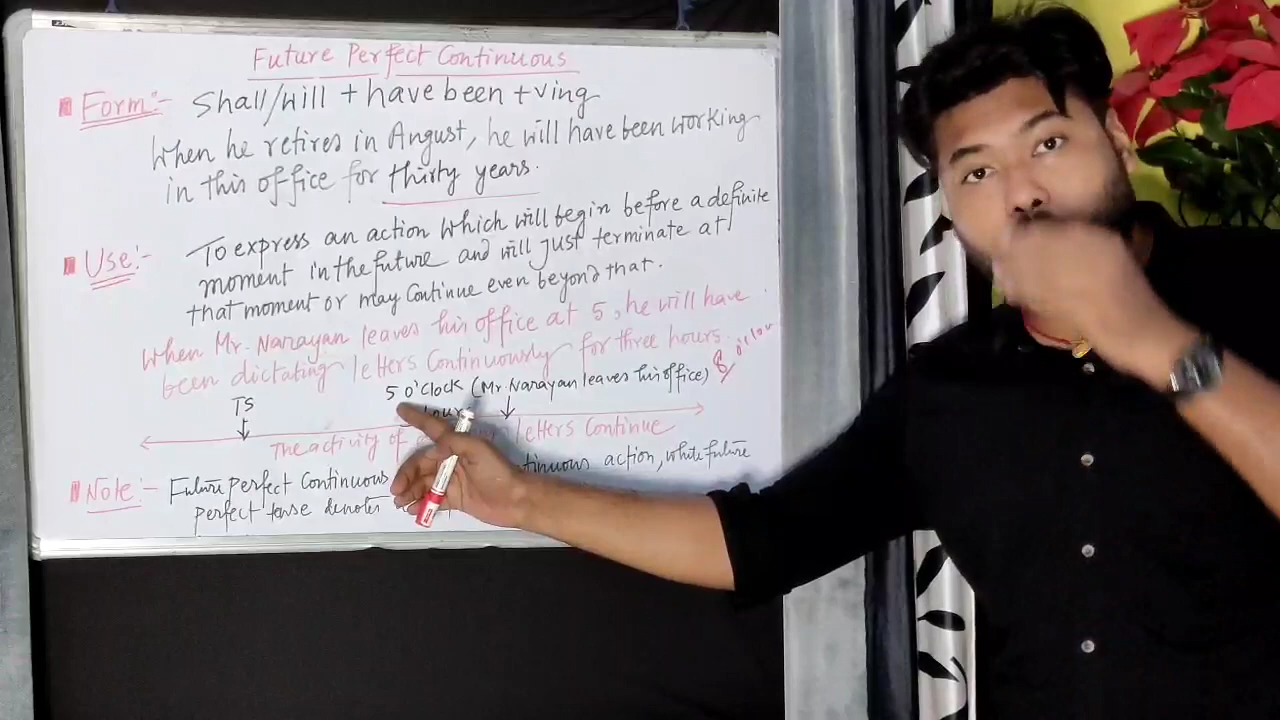 Future Perfect Continuous
Form:- Shall/will + have been + ving
When he retires in August, he will have been working
in this office for thirty years.
Use:- To express an action which will begin before a definite
moment in the future and will just terminate at
that moment or may Continue even beyond that.
When Mr. Narayan leaves his office at 5, he will have
been dictating letters Continuously for three hours.
5 o'clock (Mr. Narayan leaves his office) 8
TS
The activity of letters Continue
Note:- Future perfect Continuous action, while future
perfect tense denotes